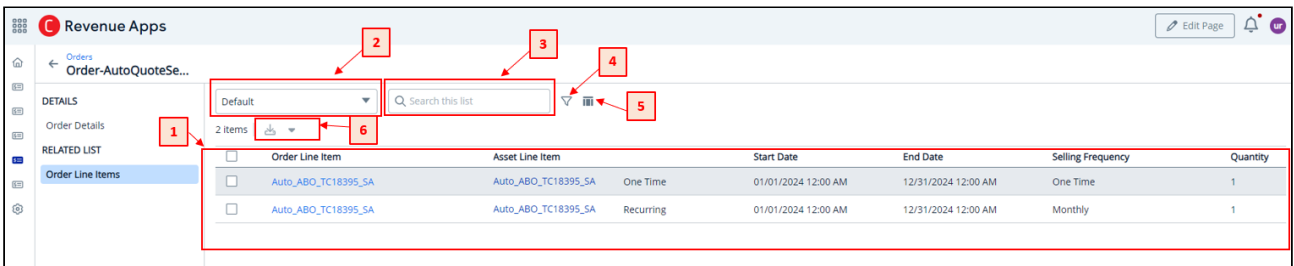 C Revenue Apps
Edit Page
ur
Orders
Order-AutoQuoteSe...
2
3
4
5
6
1
DETAILS
Order Details
RELATED LIST
Order Line Items
Default
Search this list
2 items
Order Line Item Asset Line Item Start Date End Date Selling Frequency Quantity
Auto_ABO_TC18395_SA Auto_ABO_TC18395_SA One Time 01/01/2024 12:00 AM 12/31/2024 12:00 AM One Time 1
Auto_ABO_TC18395_SA Auto_ABO_TC18395_SA Recurring 01/01/2024 12:00 AM 12/31/2024 12:00 AM Monthly 1